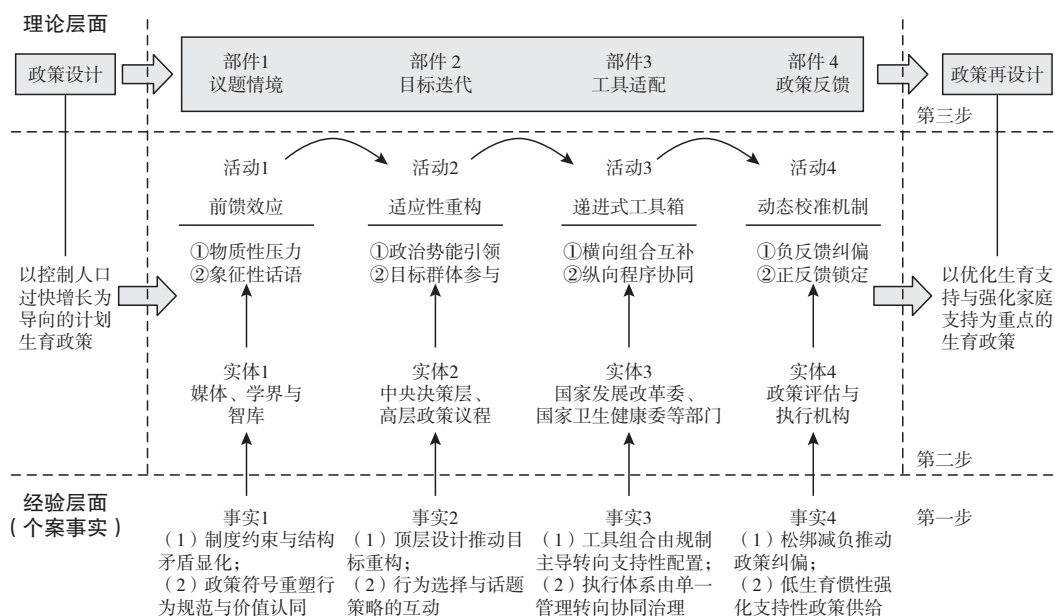 理论层面
政策设计
部件1
议题情境
部件 2
目标迭代
部件3
工具适配
部件 4
政策反馈
政策再设计
第三步
活动1
活动2
活动3
活动4
前馈效应
适应性重构
递进式工具箱
动态校准机制
①物质性压力
②象征性话语
①政治势能引领
②目标群体参与
①横向组合互补
②纵向程序协同
①负反馈纠偏
②正反馈锁定
以控制人口
过快增长为
导向的计划
生育政策
以优化生育支
持与强化家庭
支持为重点的
生育政策
实体1
媒体、学界与
智库
实体2
中央决策层、
高层政策议程
实体3
国家发展改革委、
国家卫生健康委等部门
实体4
政策评估与
执行机构
第二步
经验层面
（个案事实）
第一步
事实1
（1）制度约束与结构
矛盾显化；
（2）政策符号重塑行
为规范与价值认同
事实2
（1）顶层设计推动目
标重构；
（2）行为选择与话题
策略的互动
事实3
（1）工具组合由规制
主导转向支持性配置；
（2）执行体系由单一
管理转向协同治理
事实4
（1）松绑减负推动
政策纠偏；
（2）低生育惯性强
化支持性政策供给